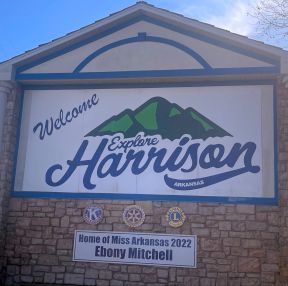 Welcome
Explore
Harrison
ARKANSAS
Home of Miss Arkansas 2022
Ebony Mitchell